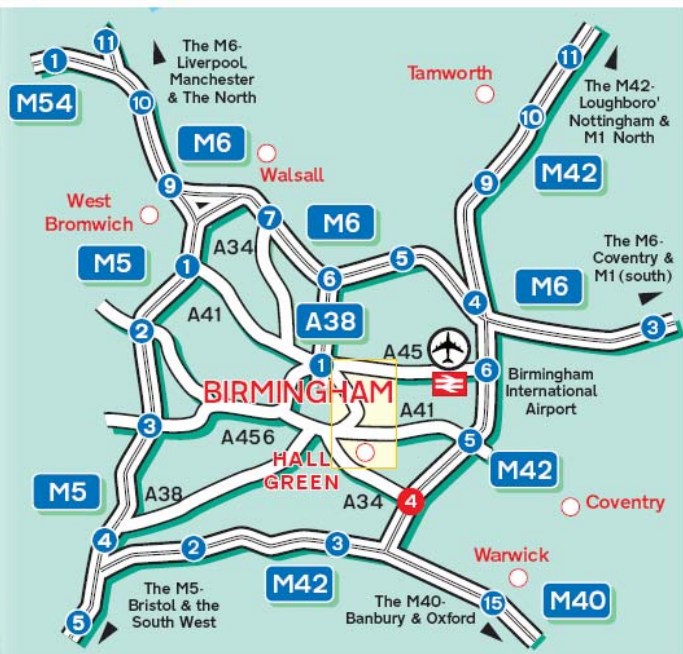 11
1
The M6-
Liverpool,
Manchester
& The North
M54
10
M6
Walsall
9
West
Bromwich
7
M6
A34
M5
1
6
5
A41
2
A38
Tamworth
11
The M42-
Loughboro'
Nottingham &
M1 North
10
M42
9
The M6-
Coventry &
M1 (south)
4
M6
3
1
A45
6
Birmingham
International
Airport
BIRMINGHAM
A41
3
A456
5
HALL
GREEN
M42
M5
A38
A34
4
Coventry
4
2
3
Warwick
M42
15
M40
5
The M5-
Bristol & the
South West
The M40-
Banbury & Oxford